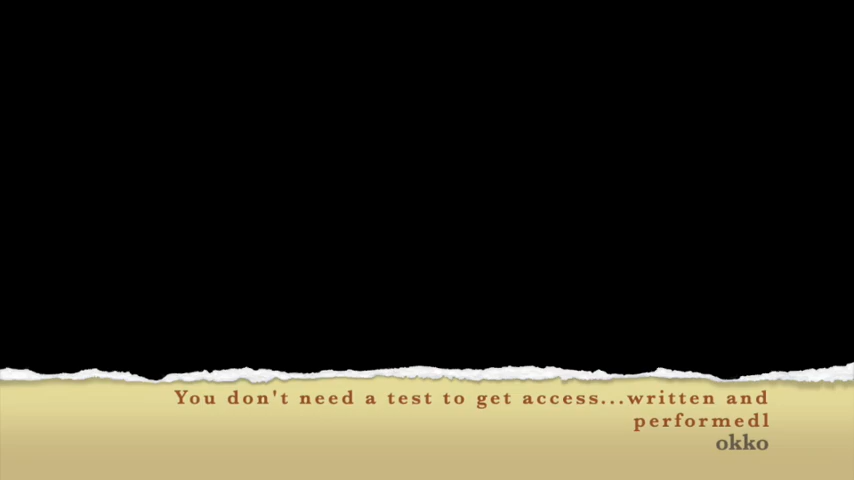 You don't need a test to get access...written and
performedl
okko